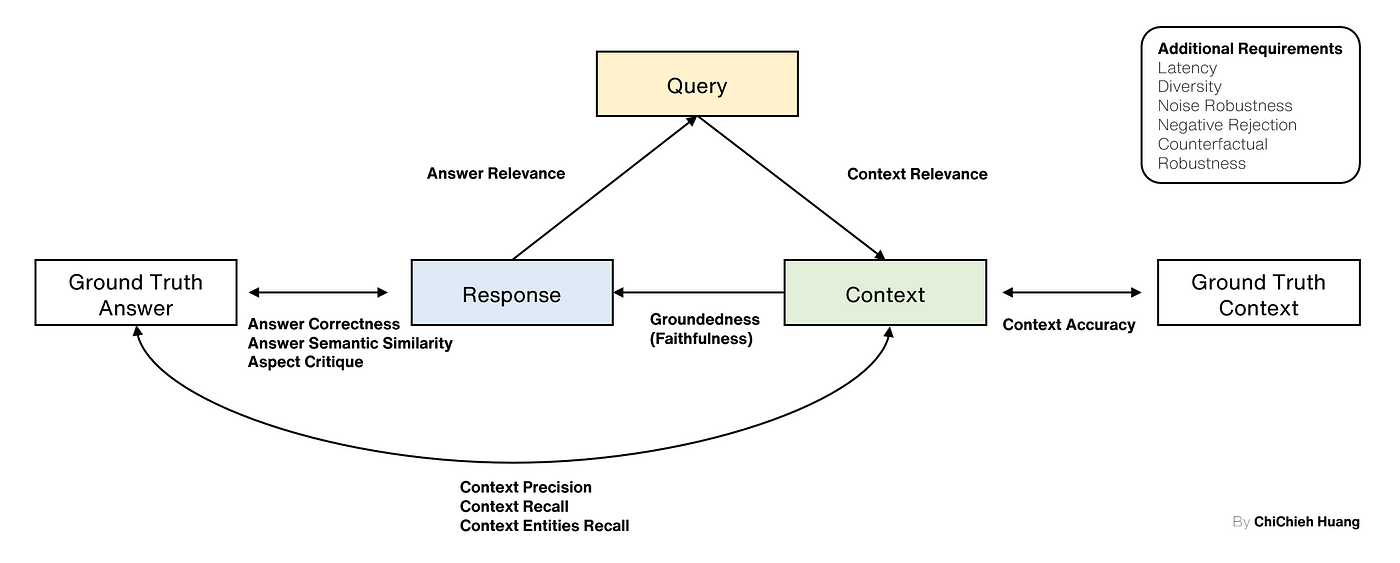 Additional Requirements
Latency
Diversity
Noise Robustness
Negative Rejection
Counterfactual
Robustness
Query
Answer Relevance
Context Relevance
Ground Truth
Answer
Response
Context
Ground Truth
Context
Answer Correctness
Answer Semantic Similarity
Aspect Critique
Groundedness
(Faithfulness)
Context Accuracy
Context Precision
Context Recall
Context Entities Recall
By ChiChieh Huang